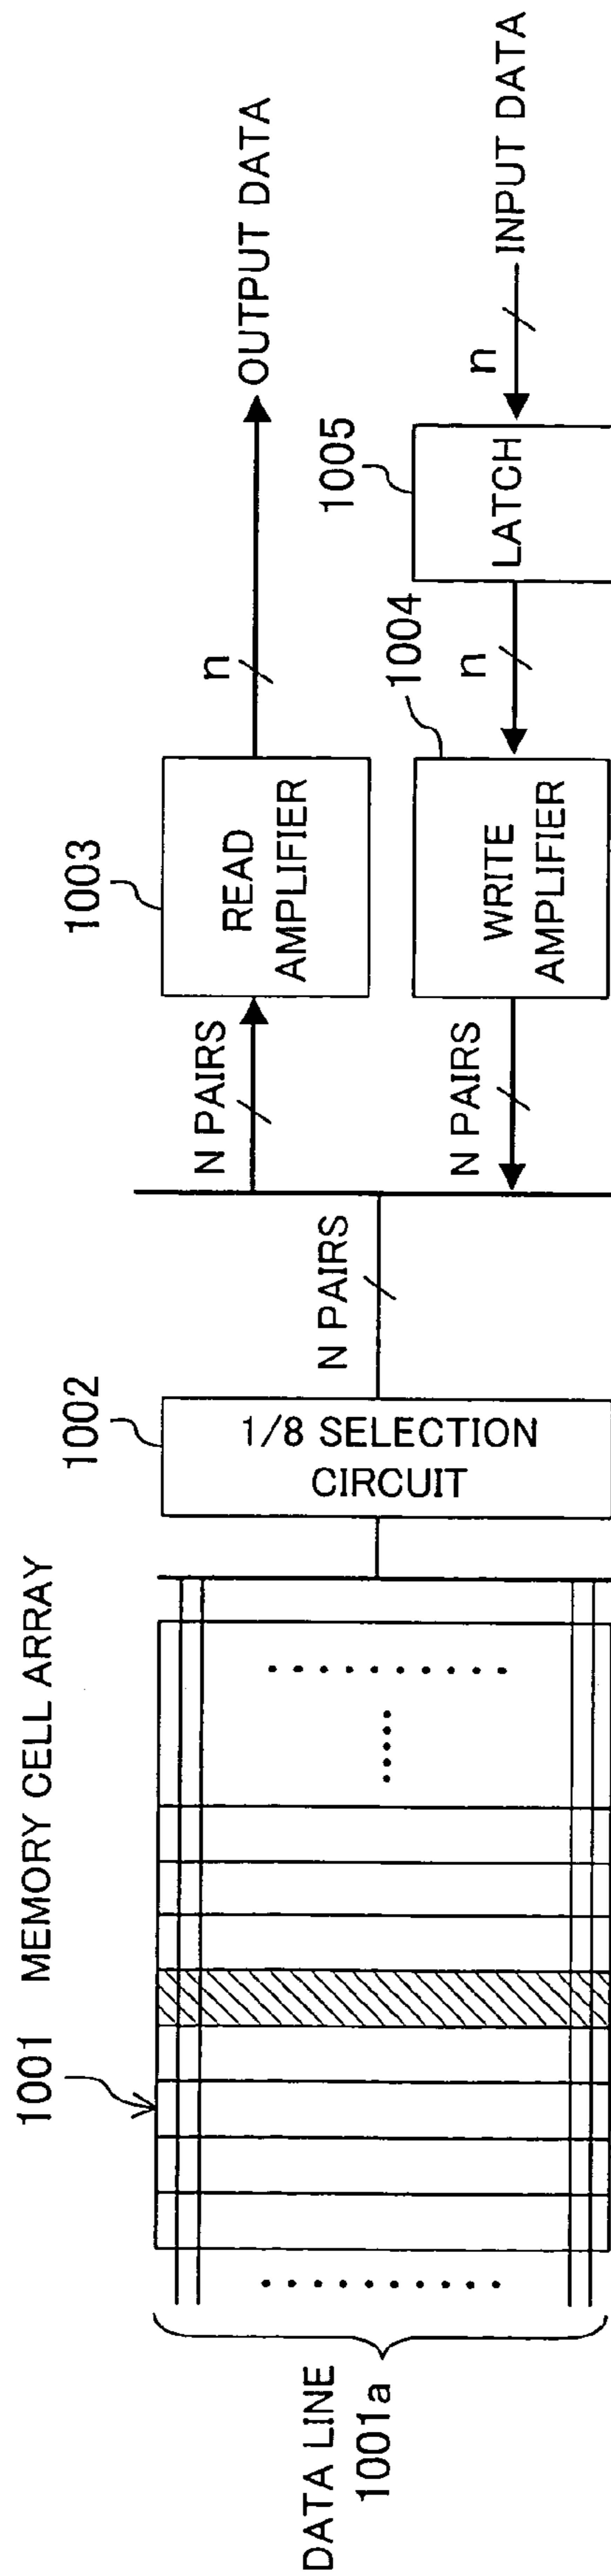 1001 MEMORY CELL ARRAY
DATA LINE
1001a
1002
1/8 SELECTION
CIRCUIT
N PAIRS
N PAIRS
1003
READ
AMPLIFIER
n
OUTPUT DATA
N PAIRS
WRITE
AMPLIFIER
1004
n
1005
LATCH
n
INPUT DATA